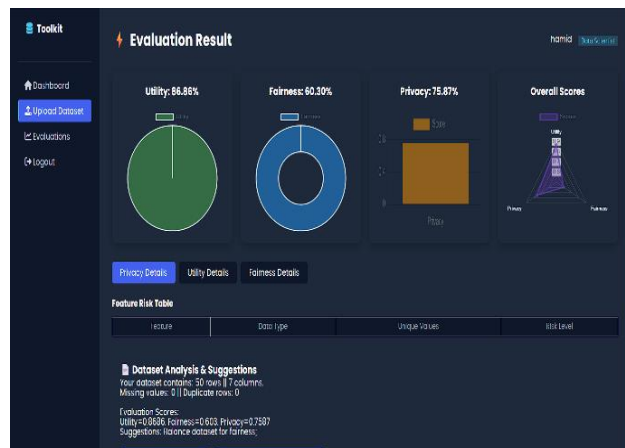 Toolkit
Evaluation Result
hamid
Data Scientist
Dashboard
Upload Dataset
Evaluations
Logout
Utility: 86.86%
Fairness: 60.30%
Privacy: 75.87%
Overall Scores
Utility
Score
Utility
Privacy
Fairness
Privacy
Privacy Details
Utility Details
Fairness Details
Feature Risk Table
Feature
Data Type
Unique Values
Risk Level
Dataset Analysis & Suggestions
Your dataset contains: 50 rows || 7 columns.
Missing values: 0 || Duplicate rows: 0
Evaluation Scores:
Utility=0.8686, Fairness=0.603, Privacy=0.7587
Suggestions: Balance dataset for fairness;